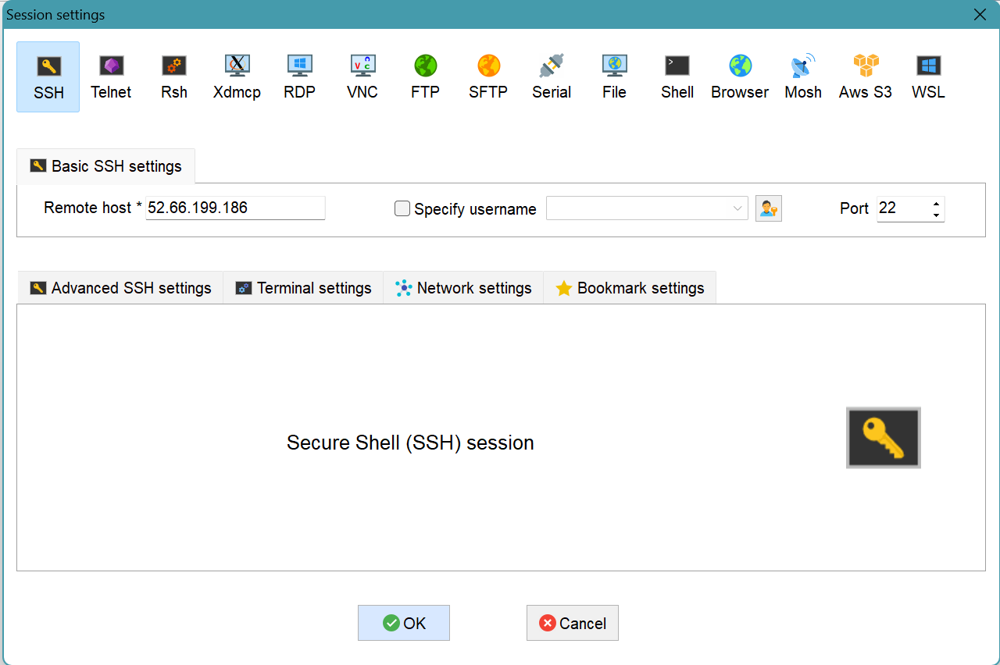 Session settings
SSH Telnet Rsh Xdmcp RDP VNC FTP SFTP Serial File Shell Browser Mosh Aws S3 WSL
Basic SSH settings
Remote host * 52.66.199.186 Specify username Port 22
Advanced SSH settings Terminal settings Network settings Bookmark settings
Secure Shell (SSH) session
OK Cancel